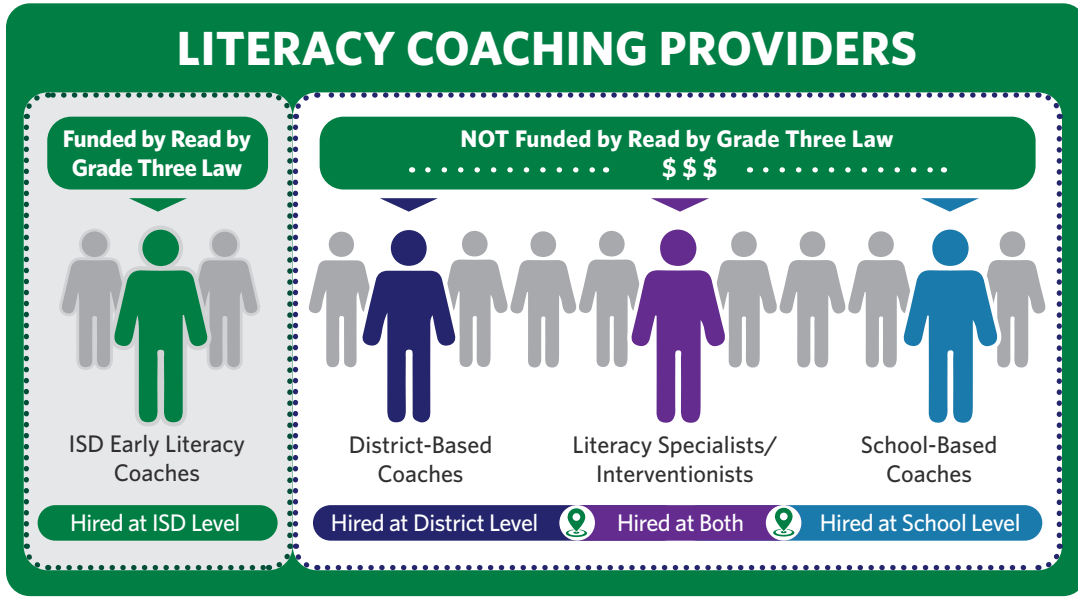 LITERACY COACHING PROVIDERS
Funded by Read by
Grade Three Law
NOT Funded by Read by Grade Three Law
$ $ $
ISD Early Literacy
Coaches
District-Based
Coaches
Literacy Specialists/
Interventionists
School-Based
Coaches
Hired at ISD Level
Hired at District Level
Hired at Both
Hired at School Level